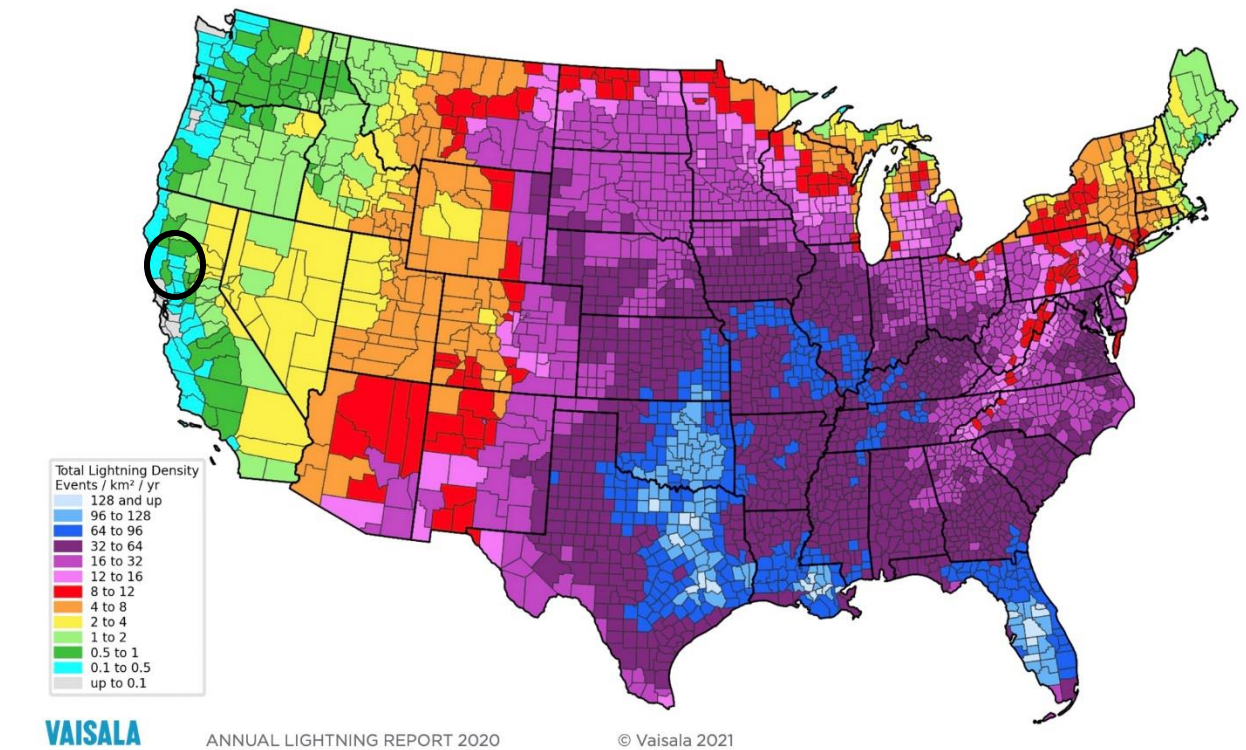 Total Lightning Density
Events / km² / yr
128 and up
96 to 128
64 to 96
32 to 64
16 to 32
12 to 16
8 to 12
4 to 8
2 to 4
1 to 2
0.5 to 1
0.1 to 0.5
up to 0.1
VAISALA ANNUAL LIGHTNING REPORT 2020 © Vaisala 2021